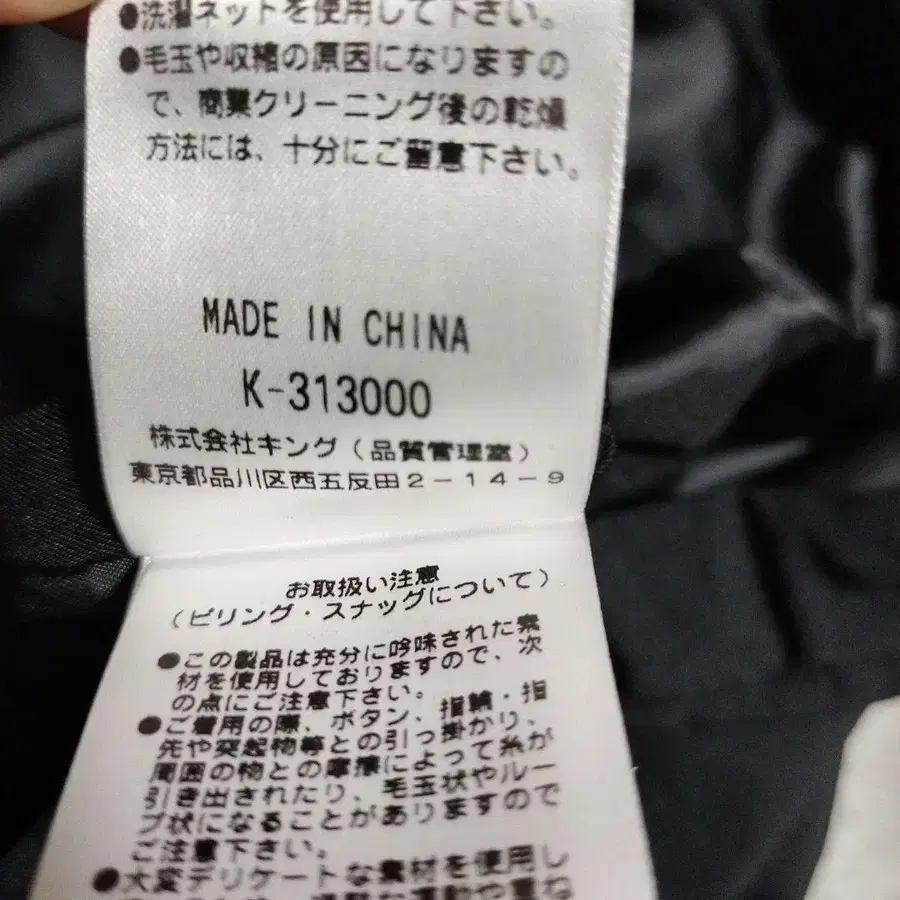 ●洗濯ネットを使用して下さい。
●毛玉や収縮の原因になりますの
で、商業クリーニング後の乾燥
方法には、十分にご留意下さい。
MADE IN CHINA
K-313000
株式会社キング(品質管理室)
東京都品川区西五反田2-14-9
お取扱い注意
(ピリング・スナッグについて)
●この製品は充分に吟味された素
材を使用しておりますので、次
の点にご注意下さい。
●ご着用の際、ボタン、指輪・指
先や突起物等との引っ掛かり、
周囲の物との摩擦によって糸が
引き出されたり、毛玉状やルー
プ状になることがありますので
ご注意下さい。
●大変デリケートな素材を使用し